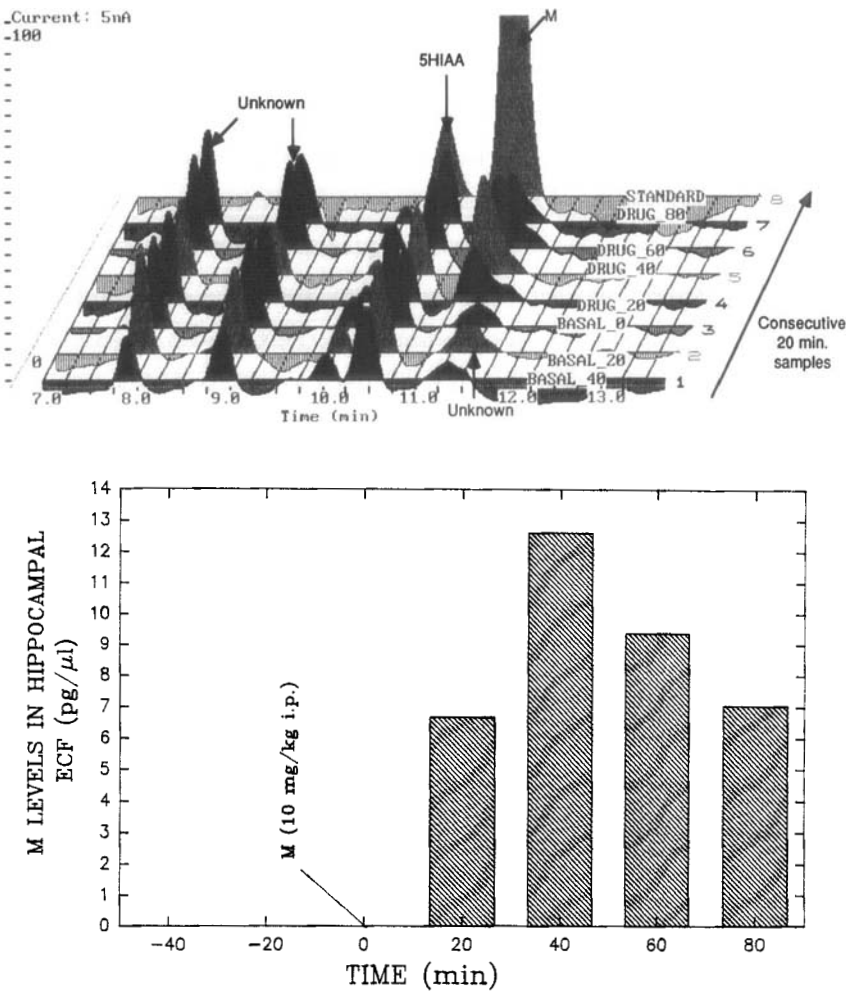 Current: 5nA
100
M
5HIAA
Unknown
STANDARD 8
DRUG_80 7
DRUG_60 6
DRUG_40 5
DRUG_20 4
BASAL_0 3
BASAL_20 2
BASAL_40 1
Consecutive
20 min.
samples
0
7.0 8.0 9.0 10.0 11.0 12.0 13.0
Time (min)
Unknown
M LEVELS IN HIPPOCAMPAL
ECF (pg/μl)
14
13
12
11
10
9
8
7
6
5
4
3
2
1
0
M (10 mg/kg i.p.)
-40 -20 0 20 40 60 80
TIME (min)